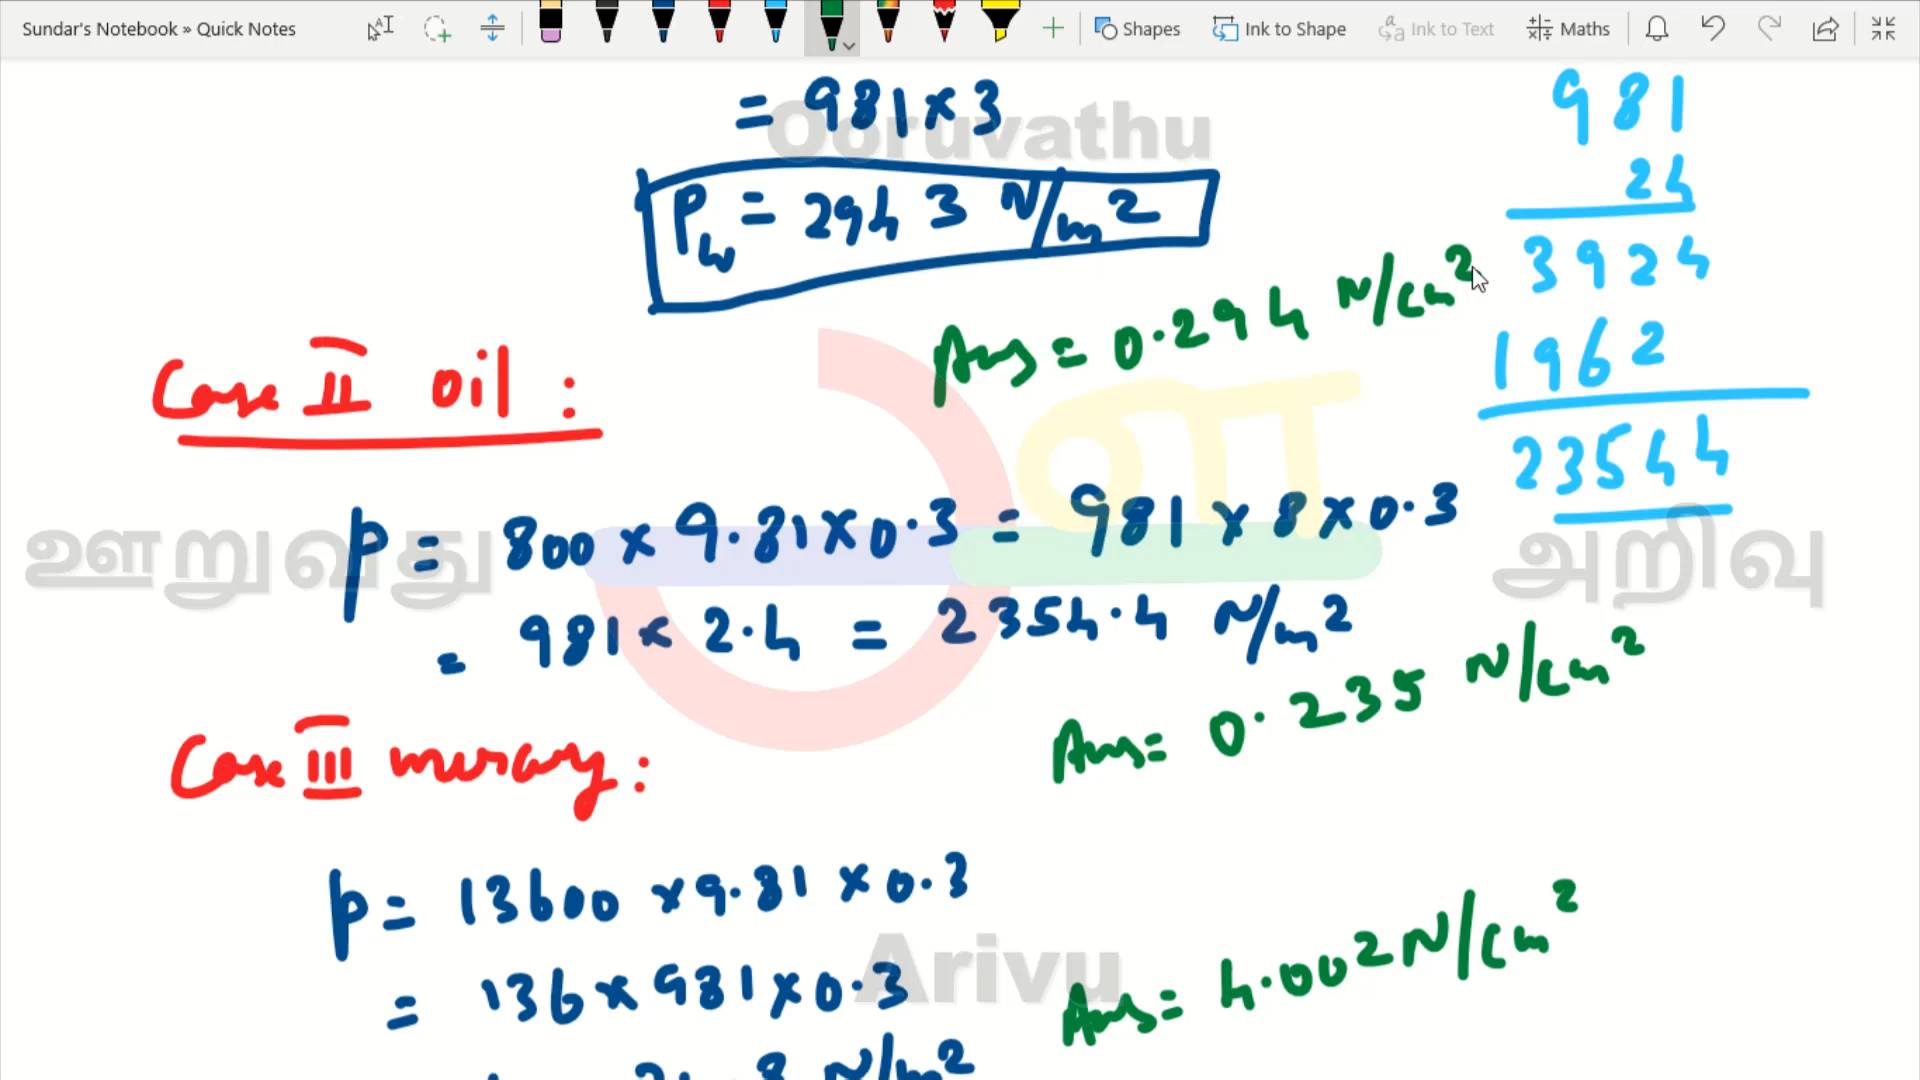 Sundar's Notebook » Quick Notes
Shapes
Ink to Shape
Ink to Text
Maths
= 981 × 3
Ooruvathu
Pw = 2943 N/m2
Ans = 0.294 N/cm2
981
24
3924
1962
23544
Case II Oil :
P = 800 × 9.81 × 0.3 = 981 × 8 × 0.3
ஊறுவது
ணா
அறிவு
= 981 × 2.4 = 2354.4 N/m2
Ans = 0.235 N/cm2
Case III mercury :
P = 13600 × 9.81 × 0.3
= 136 × 981 × 0.3
Arivu
Ans = 4.002 N/cm2
N/m2